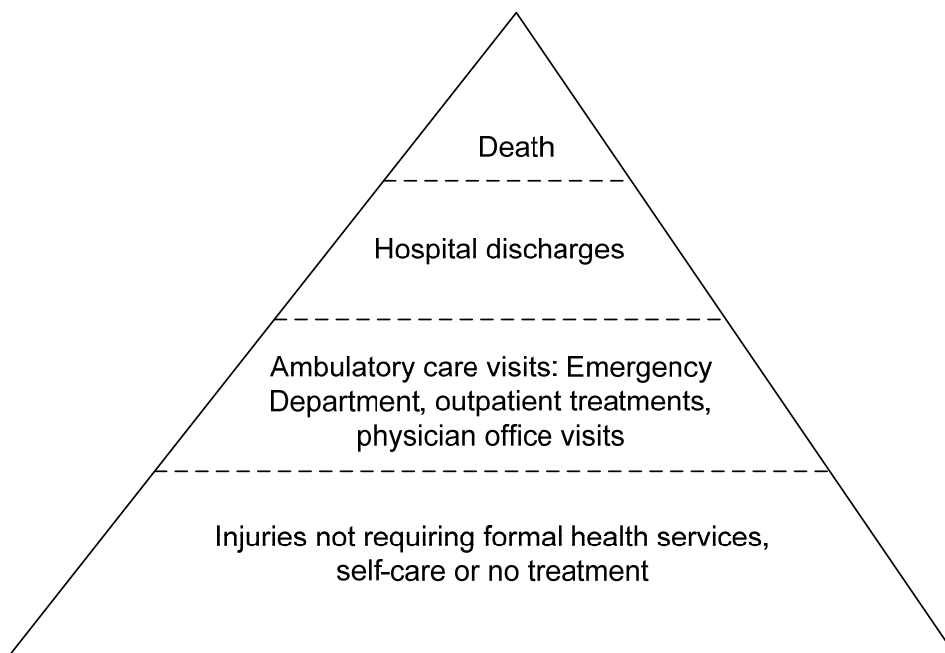 Death
Hospital discharges
Ambulatory care visits: Emergency
Department, outpatient treatments,
physician office visits
Injuries not requiring formal health services,
self-care or no treatment